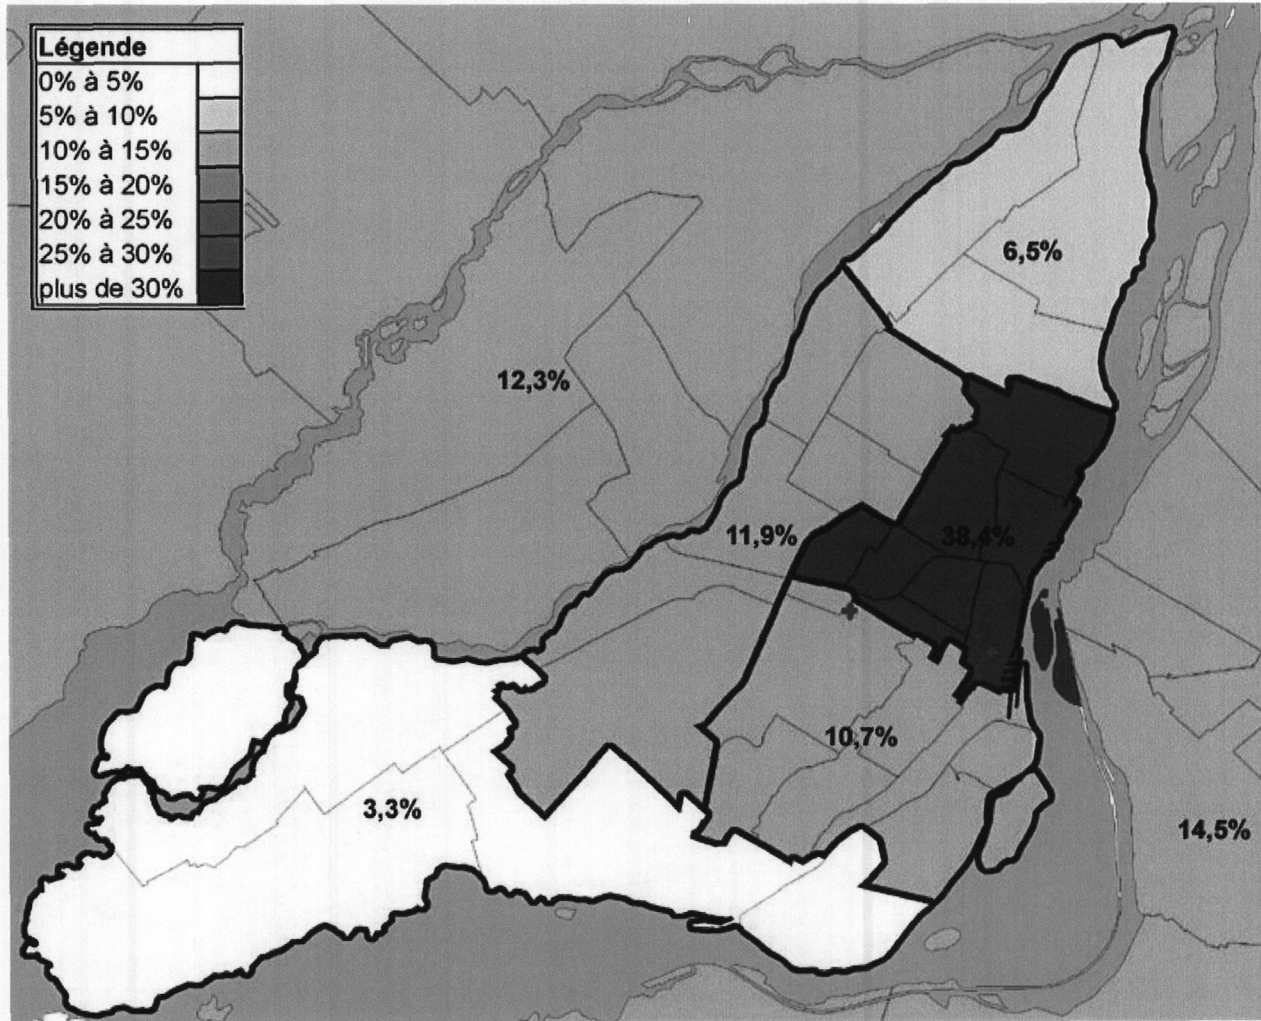 Légende
0% à 5%
5% à 10%
10% à 15%
15% à 20%
20% à 25%
25% à 30%
plus de 30%
6,5%
12,3%
11,9%
38,4%
10,7%
3,3%
14,5%